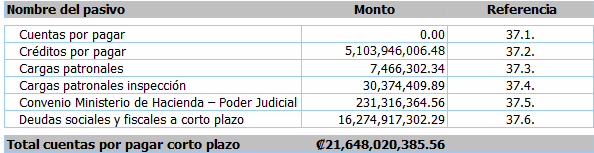 Nombre del pasivo Monto Referencia
Cuentas por pagar 0.00 37.1.
Créditos por pagar 5,103,946,006.48 37.2.
Cargas patronales 7,466,302.34 37.3.
Cargas patronales inspección 30,374,409.89 37.4.
Convenio Ministerio de Hacienda – Poder Judicial 231,316,364.56 37.5.
Deudas sociales y fiscales a corto plazo 16,274,917,302.29 37.6.
Total cuentas por pagar corto plazo ₡21,648,020,385.56